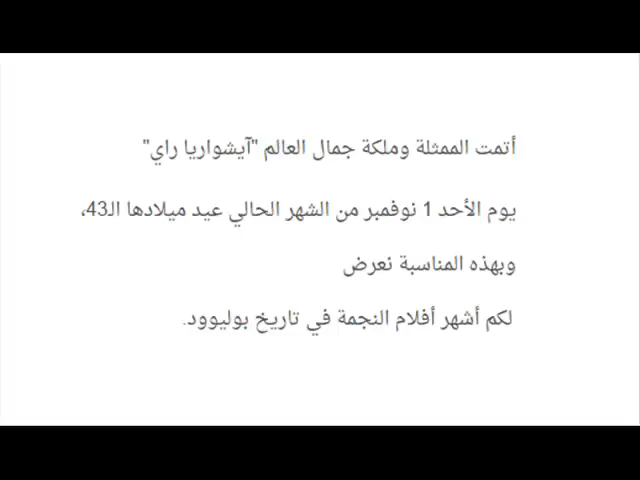 أتمت الممثلة وملكة جمال العالم "آيشواريا راي"
يوم الأحد 1 نوفمبر من الشهر الحالي عيد ميلادها الـ43،
وبهذه المناسبة نعرض
لكم أشهر أفلام النجمة في تاريخ بوليوود.